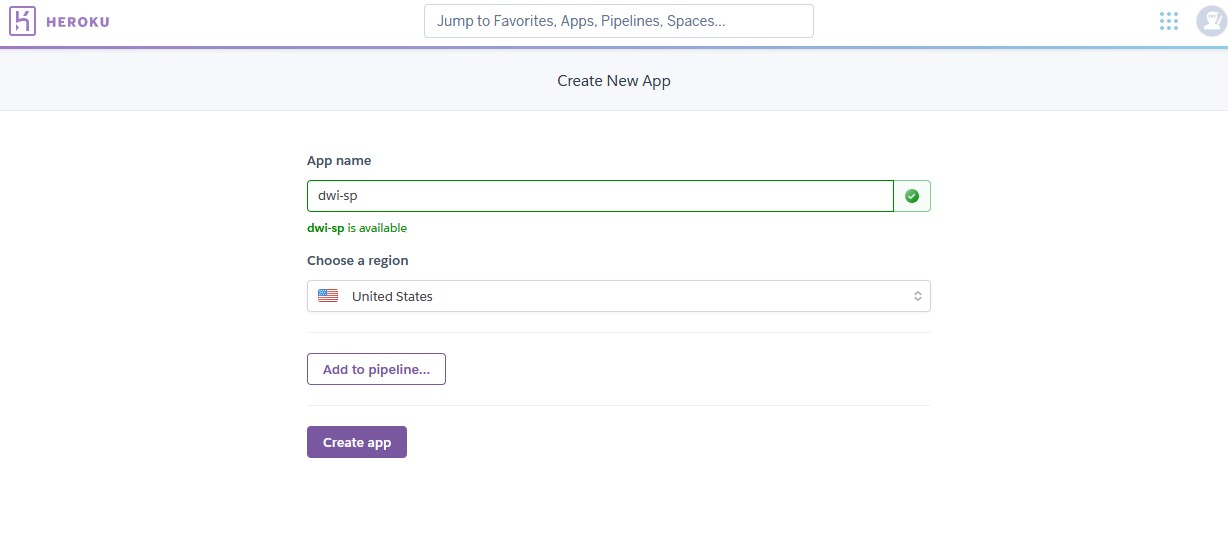 HEROKU
Jump to Favorites, Apps, Pipelines, Spaces...
Create New App
App name
dwi-sp
dwi-sp is available
Choose a region
United States
Add to pipeline...
Create app